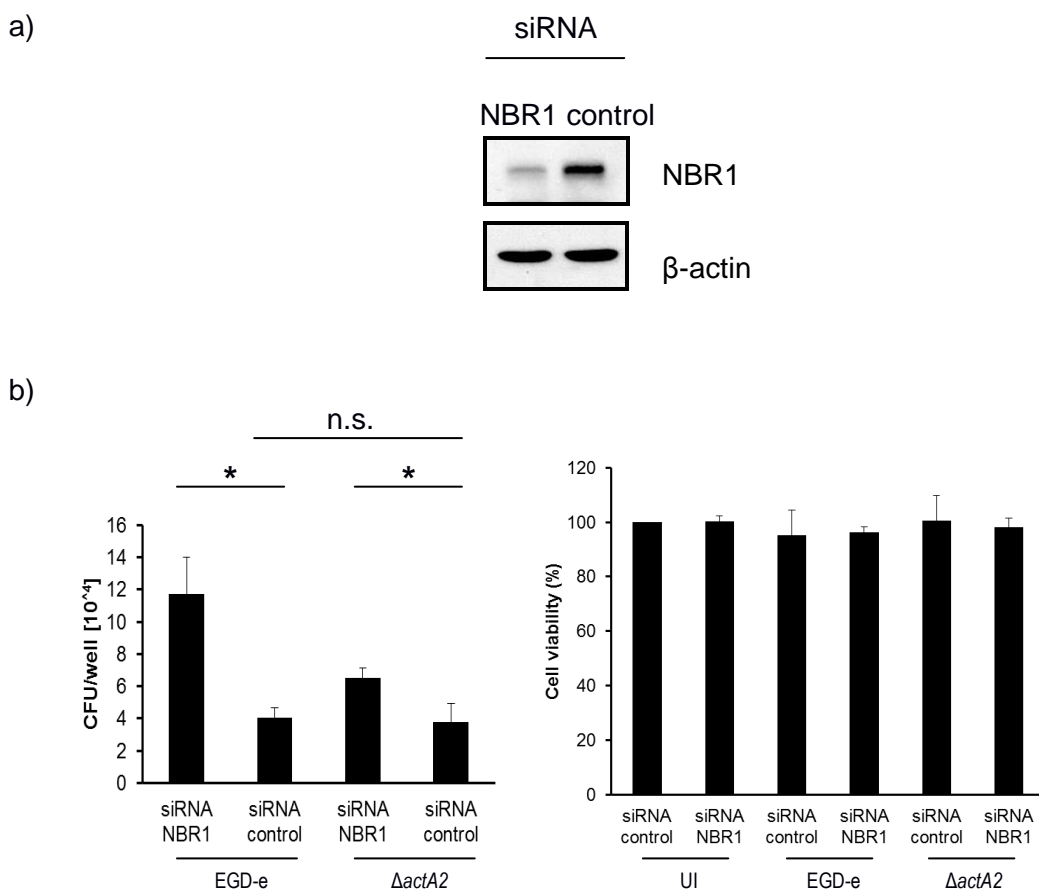 a)
siRNA
NBR1 control
NBR1
β-actin
b)
n.s.
* *
CFU/well [10^4]
16
14
12
10
8
6
4
2
0
siRNA NBR1
siRNA control
siRNA NBR1
siRNA control
EGD-e
ΔactA2
Cell viability (%)
120
100
80
60
40
20
0
siRNA control
siRNA NBR1
siRNA control
siRNA NBR1
siRNA control
siRNA NBR1
UI
EGD-e
ΔactA2